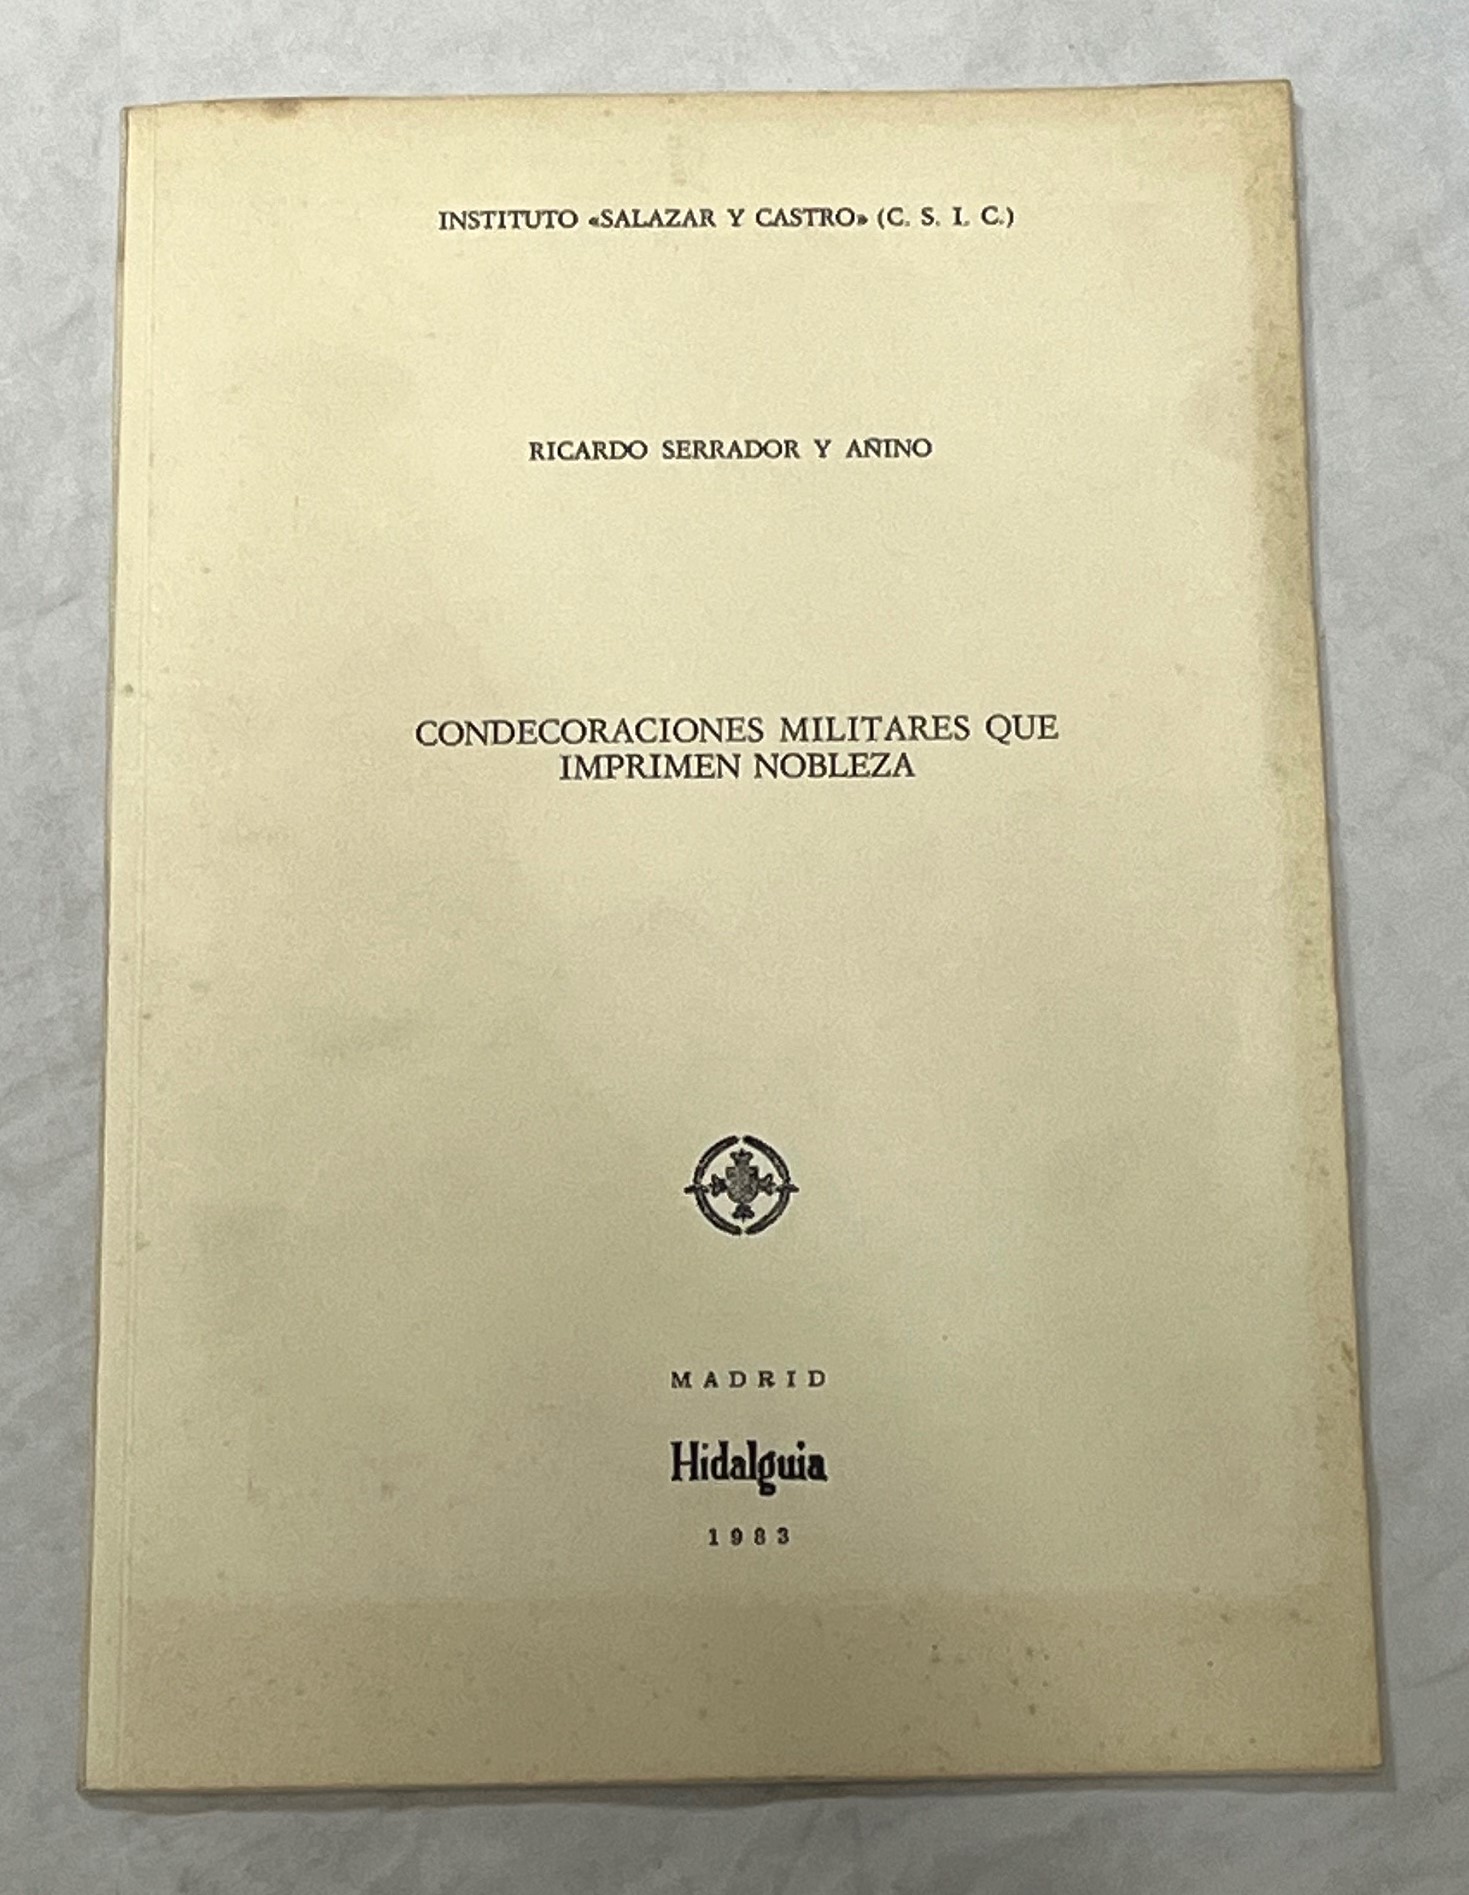 INSTITUTO «SALAZAR Y CASTRO» (C. S. I. C.)
RICARDO SERRADOR Y AÑINO
CONDECORACIONES MILITARES QUE
IMPRIMEN NOBLEZA
MADRID
Hidalguia
1983